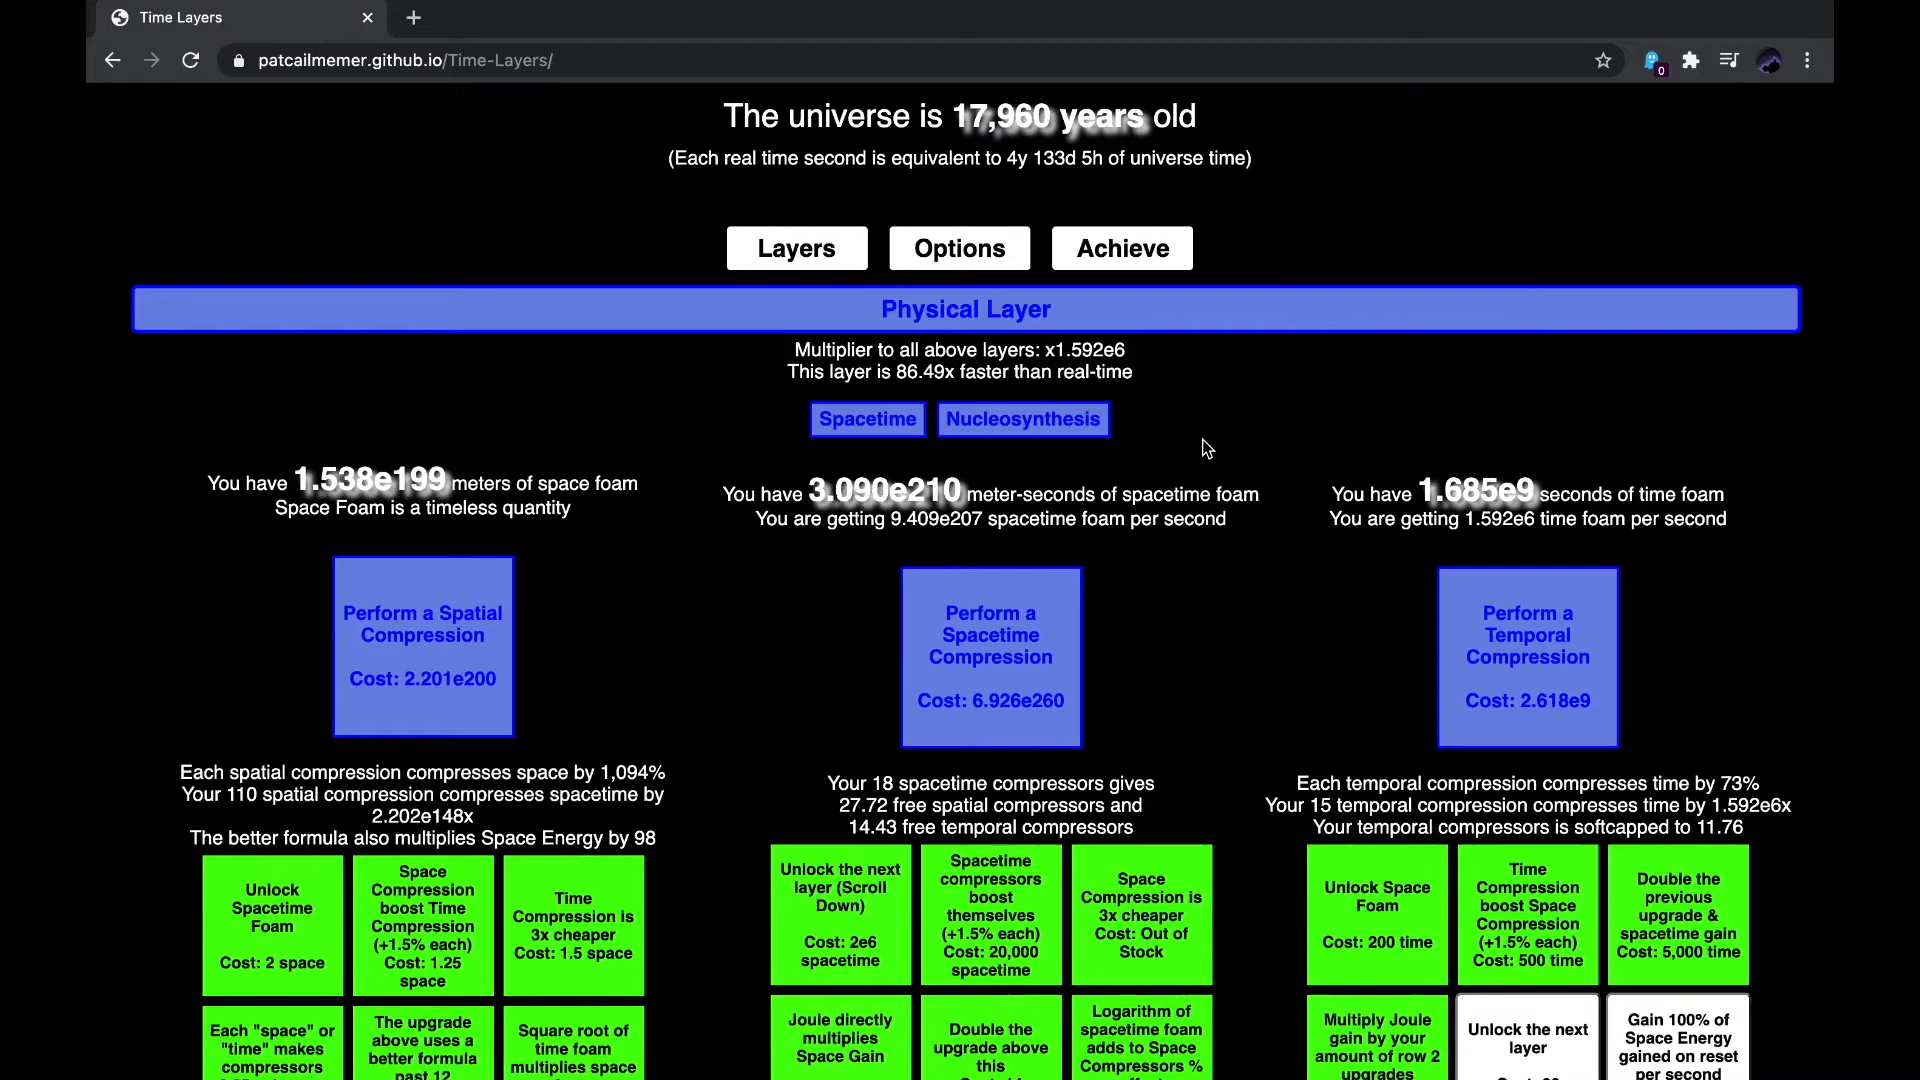 Time Layers
patcailmemer.github.io/Time-Layers/
0
The universe is 17,960 years old
(Each real time second is equivalent to 4y 133d 5h of universe time)
Layers
Options
Achieve
Physical Layer
Multiplier to all above layers: x1.592e6
This layer is 86.49x faster than real-time
Spacetime
Nucleosynthesis
You have 1.538e199 meters of space foam
Space Foam is a timeless quantity
Perform a Spatial
Compression
Cost: 2.201e200
Each spatial compression compresses space by 1,094%
Your 110 spatial compression compresses spacetime by
2.202e148x
The better formula also multiplies Space Energy by 98
Unlock
Spacetime
Foam
Cost: 2 space
Space
Compression
boost Time
Compression
(+1.5% each)
Cost: 1.25
space
Time
Compression is
3x cheaper
Cost: 1.5 space
Each "space" or
"time" makes
compressors
The upgrade
above uses a
better formula
past 12
Square root of
time foam
multiplies space
You have 3.090e210 meter-seconds of spacetime foam
You are getting 9.409e207 spacetime foam per second
Perform a
Spacetime
Compression
Cost: 6.926e260
Your 18 spacetime compressors gives
27.72 free spatial compressors and
14.43 free temporal compressors
Unlock the next
layer (Scroll
Down)
Cost: 2e6
spacetime
Spacetime
compressors
boost
themselves
(+1.5% each)
Cost: 20,000
spacetime
Space
Compression is
3x cheaper
Cost: Out of
Stock
Joule directly
multiplies
Space Gain
Double the
upgrade above
this
Logarithm of
spacetime foam
adds to Space
Compressors %
You have 1.685e9 seconds of time foam
You are getting 1.592e6 time foam per second
Perform a
Temporal
Compression
Cost: 2.618e9
Each temporal compression compresses time by 73%
Your 15 temporal compression compresses time by 1.592e6x
Your temporal compressors is softcapped to 11.76
Unlock Space
Foam
Cost: 200 time
Time
Compression
boost Space
Compression
(+1.5% each)
Cost: 500 time
Double the
previous
upgrade &
spacetime gain
Cost: 5,000 time
Multiply Joule
gain by your
amount of row 2
upgrades
Unlock the next
layer
Gain 100% of
Space Energy
gained on reset
per second